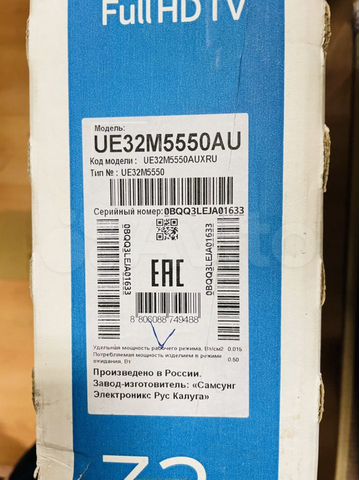 Full HD TV
Модель:
UE32M5550AU
Код модели : UE32M5550AUXRU
Тип № : UE32M5550
Серийный номер:0BQQ3LEJA01633
0BQQ3LEJA01633
0BQQ3LEJA01633
EAC
8 806088 749488
Удельная мощность рабочего режима, Вт/см2 0.015
Потребляемая мощность изделием в режиме
ожидания, Вт 0.50
Произведено в России.
Завод-изготовитель: «Самсунг
Электроникс Рус Калуга»
32